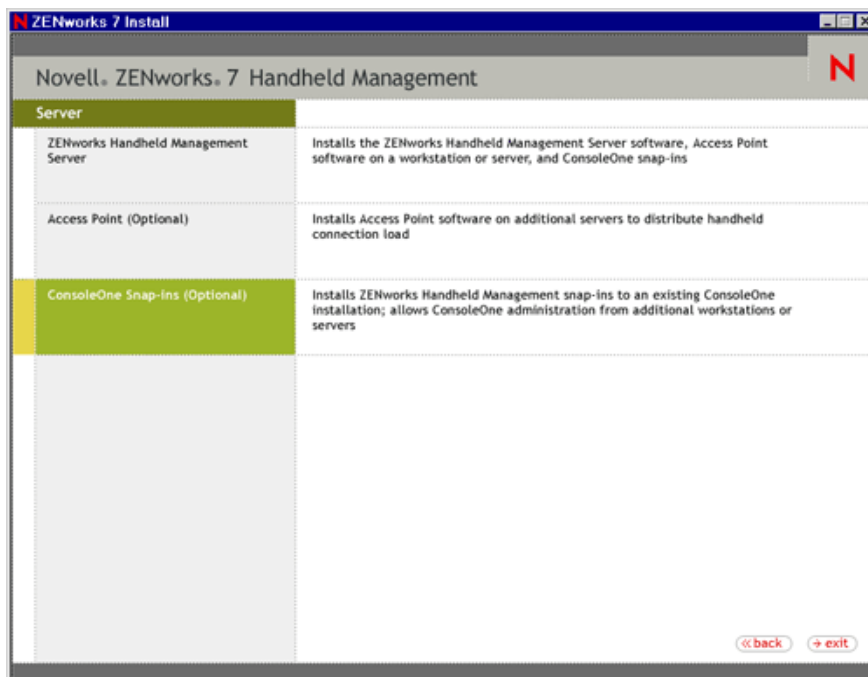 N ZENworks 7 Install
Novell® ZENworks® 7 Handheld Management
N
Server
ZENworks Handheld Management
Server
Installs the ZENworks Handheld Management Server software, Access Point
software on a workstation or server, and ConsoleOne snap-ins
Access Point (Optional)
Installs Access Point software on additional servers to distribute handheld
connection load
ConsoleOne Snap-ins (Optional)
Installs ZENworks Handheld Management snap-ins to an existing ConsoleOne
installation; allows ConsoleOne administration from additional workstations or
servers
« back
→ exit